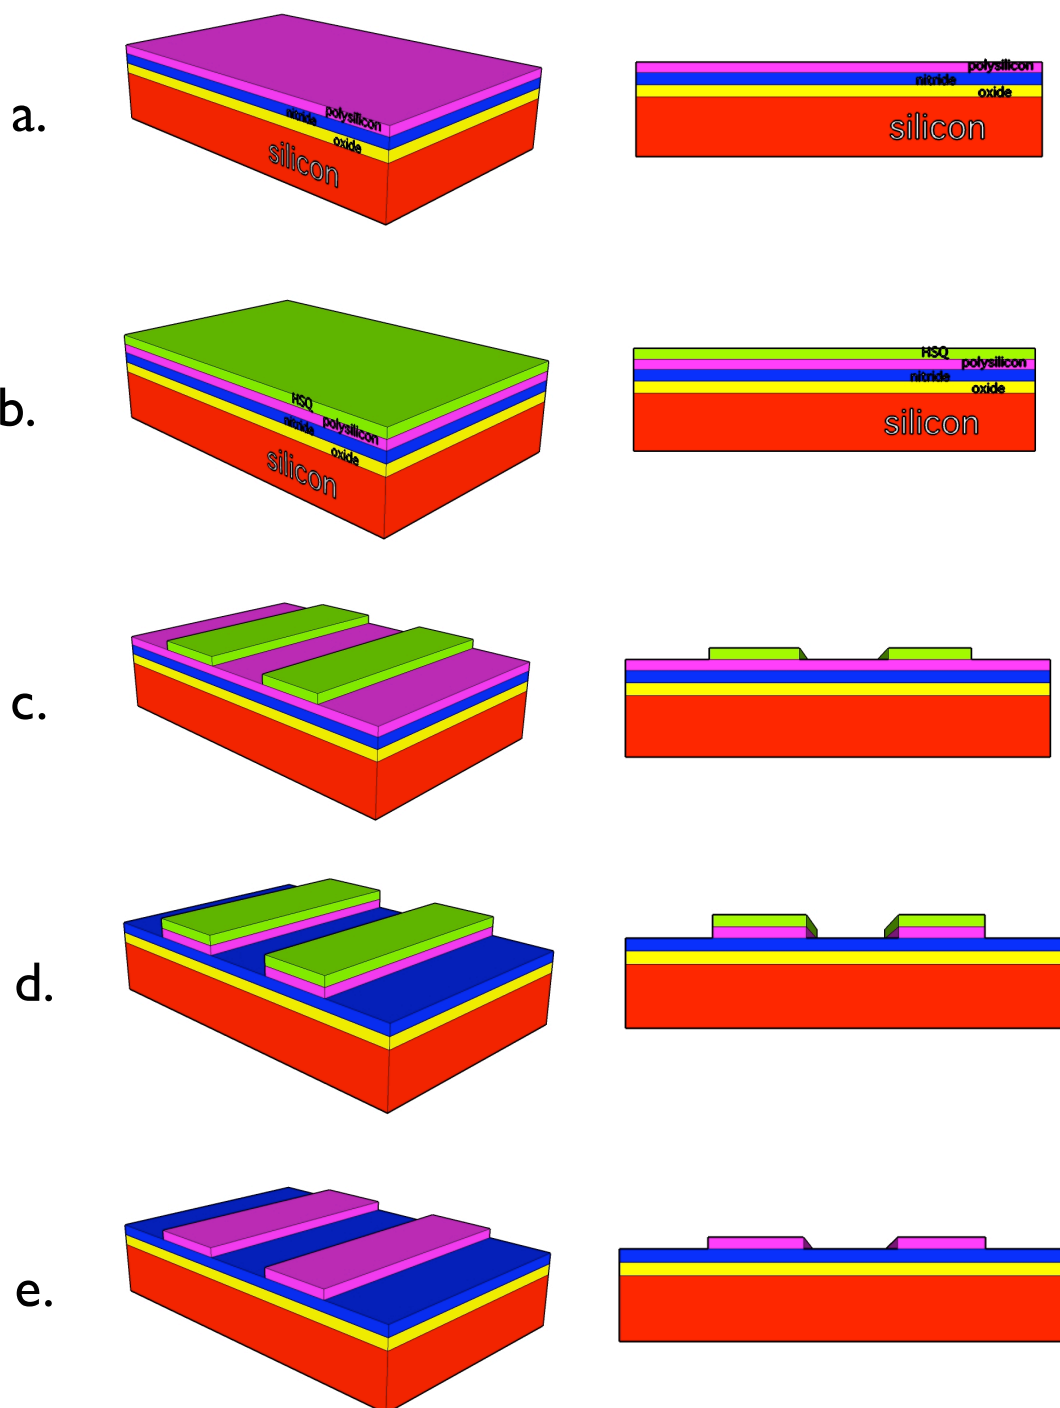 a.
polysilicon
nitride
oxide
silicon
polysilicon
nitride
oxide
silicon
b.
HSQ
polysilicon
nitride
oxide
silicon
HSQ
polysilicon
nitride
oxide
silicon
c.
d.
e.